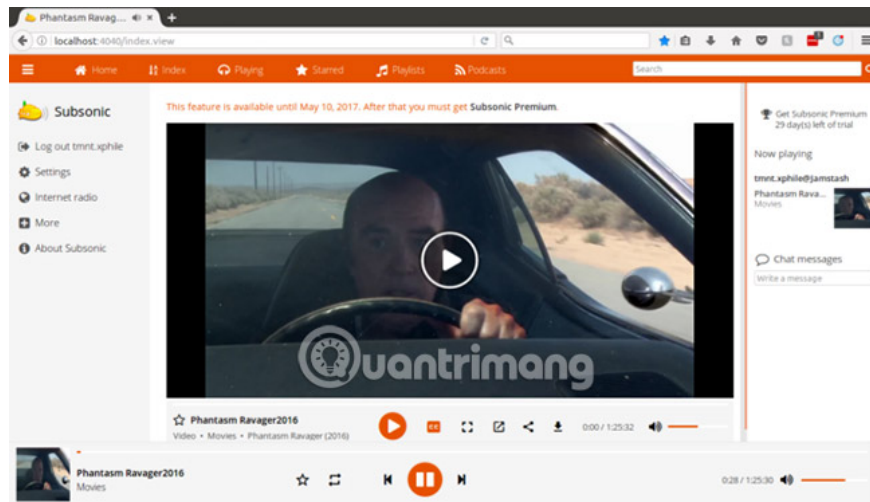 Phantasm Ravag...
localhost:4040/index.view
Home
Index
Playing
Starred
Playlists
Podcasts
Search
Subsonic
Log out tmnt.xphile
Settings
Internet radio
More
About Subsonic
This feature is available until May 10, 2017. After that you must get Subsonic Premium.
Quantrimang
Phantasm Ravager2016
Video • Movies • Phantasm Ravager (2016)
0:00 / 1:25:32
Get Subsonic Premium
29 day(s) left of trial
Now playing
tmnt.xphile@Jamstash
Phantasm Rava...
Movies
Chat messages
Write a message
Phantasm Ravager2016
Movies
0:28 / 1:25:30